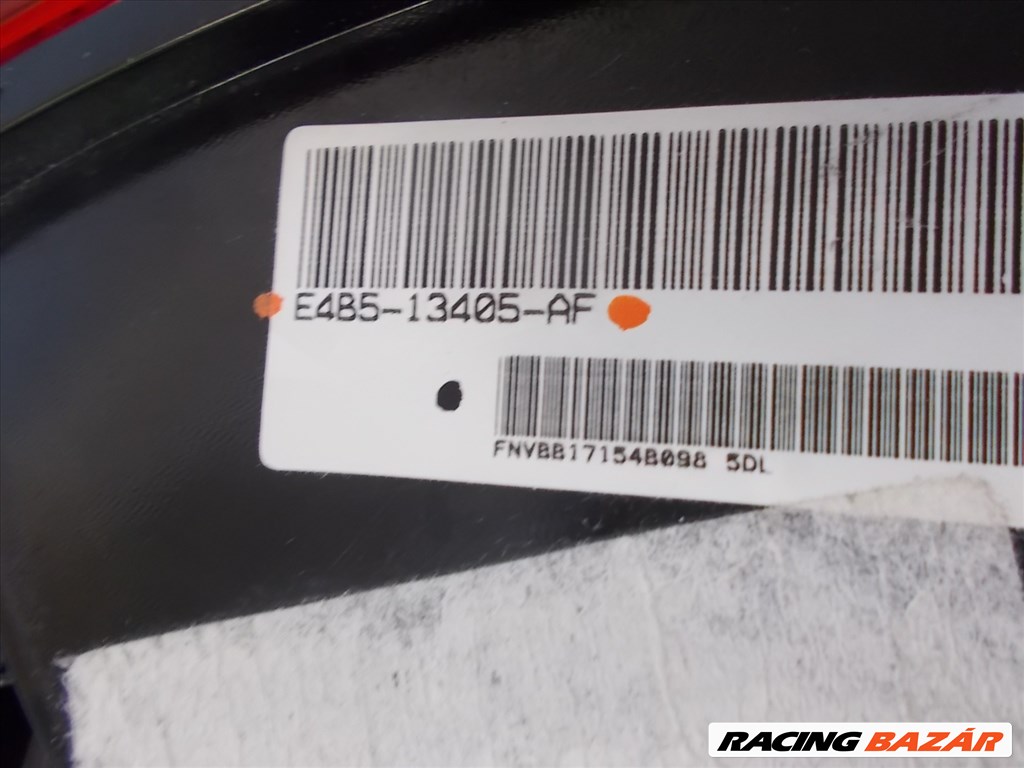 E4B5-13405-AF
FNVBB17154B098 5DL
RACING BAZÁR